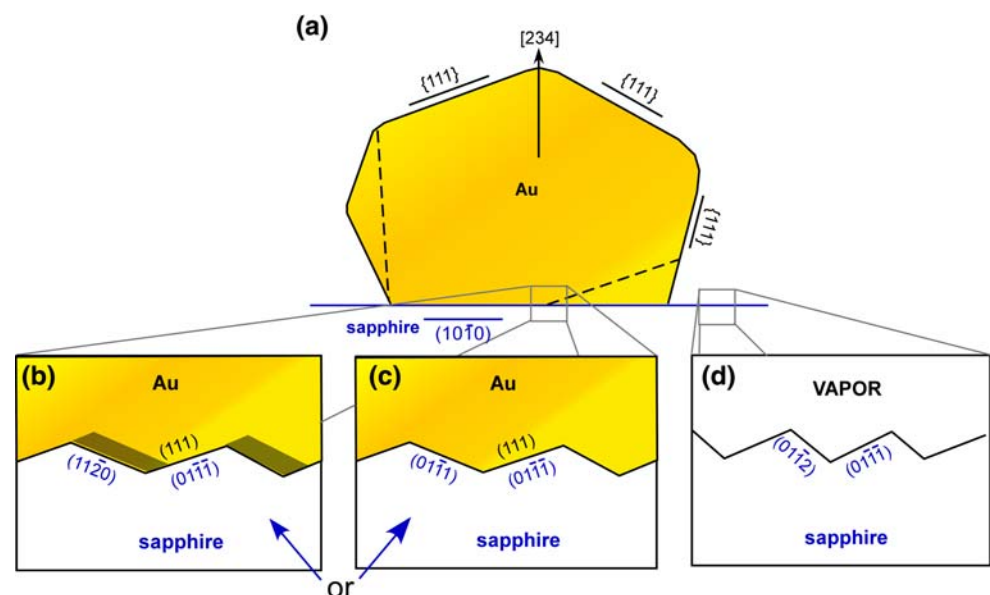 (a)
[234]
{111}
{111}
Au
{111}
sapphire
(101̄0)
(b)
Au
(111)
(112̄0)
(011̄1̄)
sapphire
(c)
Au
(111)
(011̄1)
(011̄1̄)
sapphire
(d)
VAPOR
(011̄2)
(011̄1̄)
sapphire
or